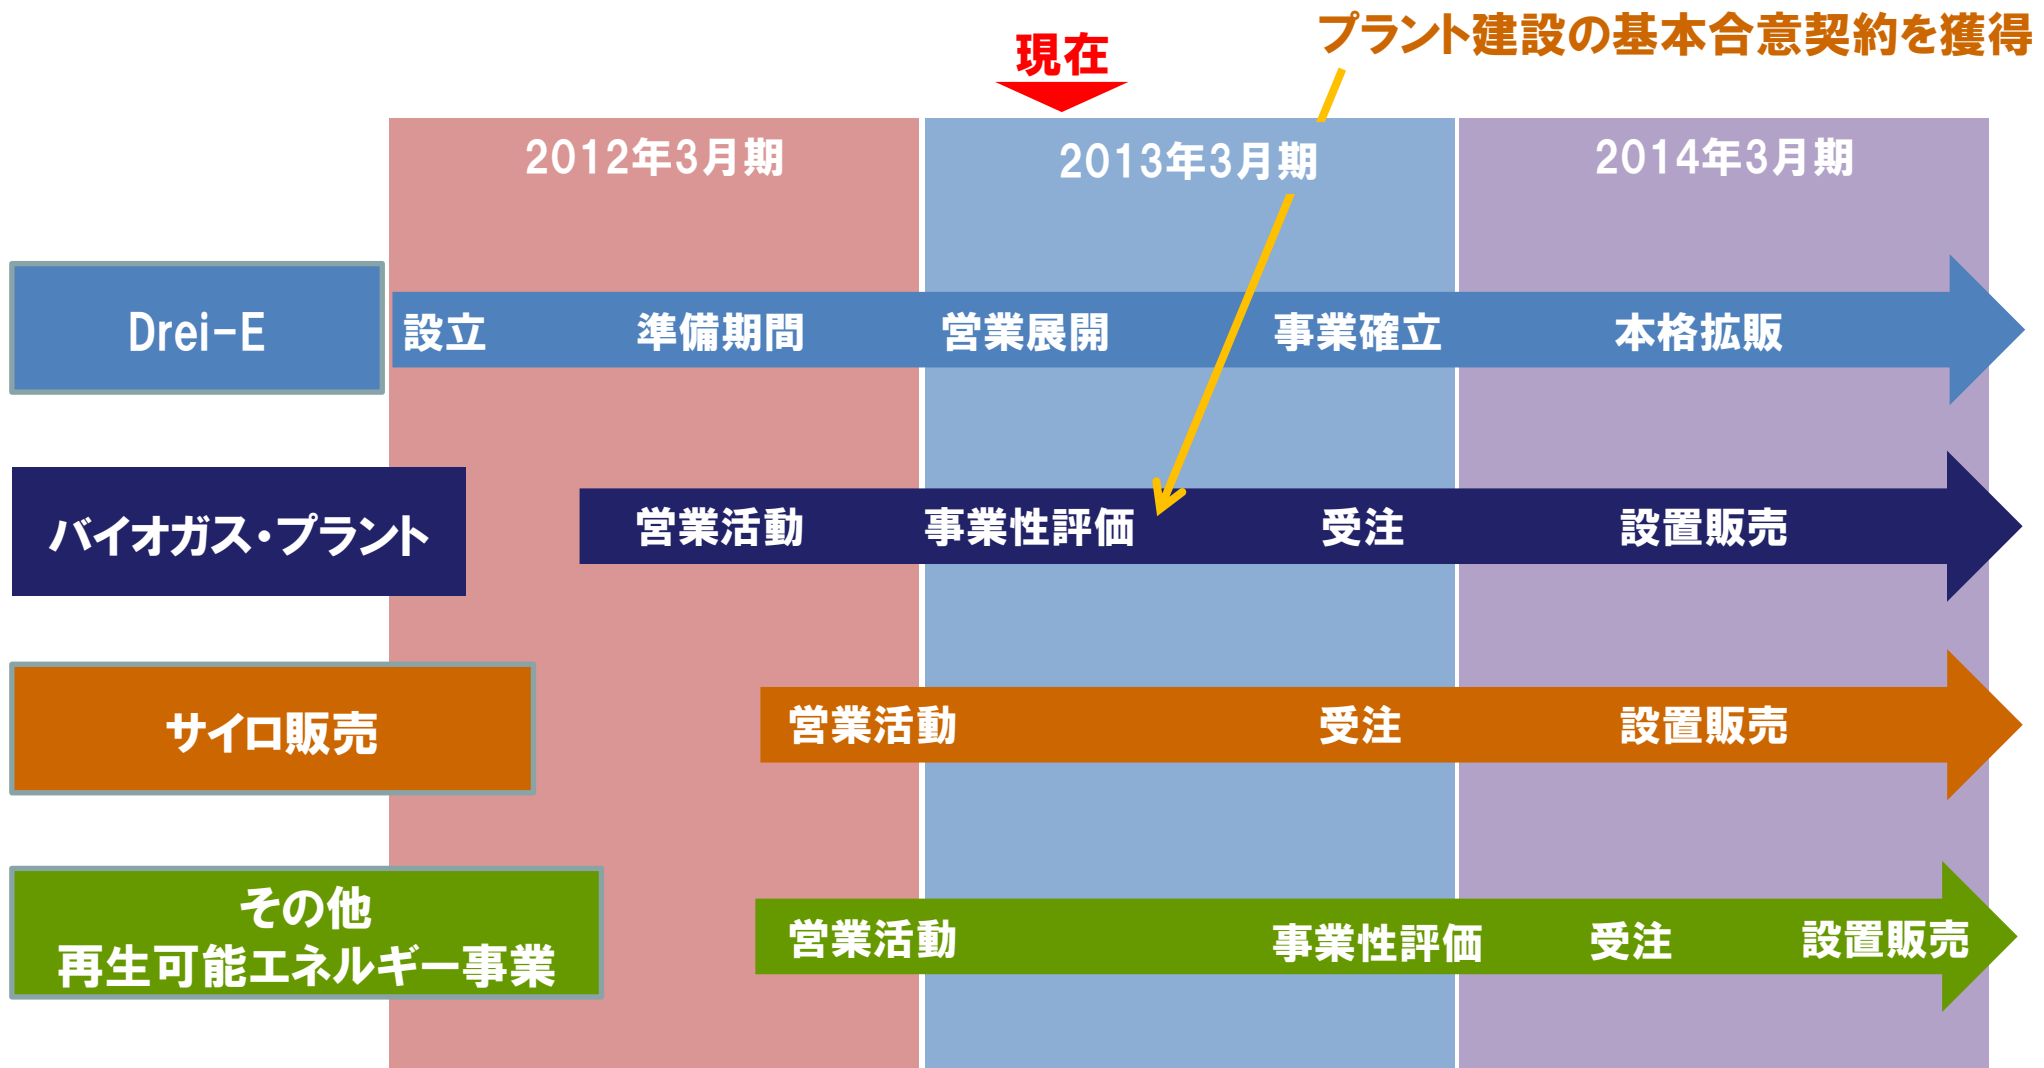 プラント建設の基本合意契約を獲得
現在
2012年3月期
2013年3月期
2014年3月期
Drei−E
設立
準備期間
営業展開
事業確立
本格拡販
バイオガス・プラント
営業活動
事業性評価
受注
設置販売
サイロ販売
営業活動
受注
設置販売
その他
再生可能エネルギー事業
営業活動
事業性評価
受注
設置販売